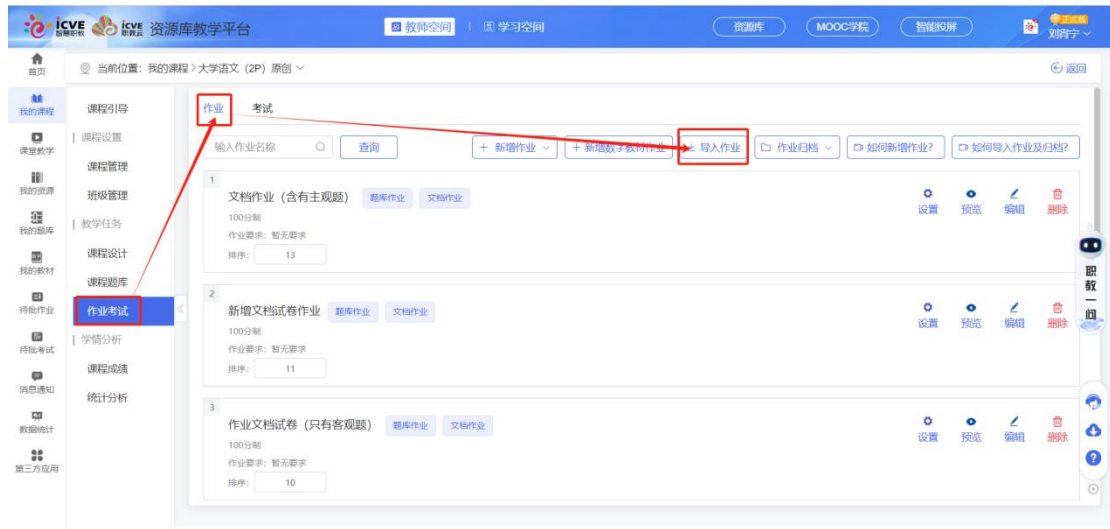 icve 智慧职教 icve 职教云 资源库教学平台 教师空间 学习空间 资源库 MOOC学院 智能投屏 正式版 刘尚宁
首页 当前位置：我的课程 > 大学语文（2P）原创 返回
我的课程
课堂教学
我的资源
我的题库
我的教材
待批作业
待批考试
消息通知
数据统计
第三方应用
课程引导
课程设置
课程管理
班级管理
教学任务
课程设计
课程题库
作业考试
学情分析
课程成绩
统计分析
作业 考试
输入作业名称 查询 + 新增作业 + 新增数字教材作业 导入作业 作业归档 如何新增作业？ 如何导入作业及归档？
1
文档作业（含有主观题） 题库作业 文档作业 设置 预览 编辑 删除
100分制
作业要求：暂无要求
排序： 13
2
新增文档试卷作业 题库作业 文档作业 设置 预览 编辑 删除
100分制
作业要求：暂无要求
排序： 11
3
作业文档试卷（只有客观题） 题库作业 文档作业 设置 预览 编辑 删除
100分制
作业要求：暂无要求
排序： 10
职教一问